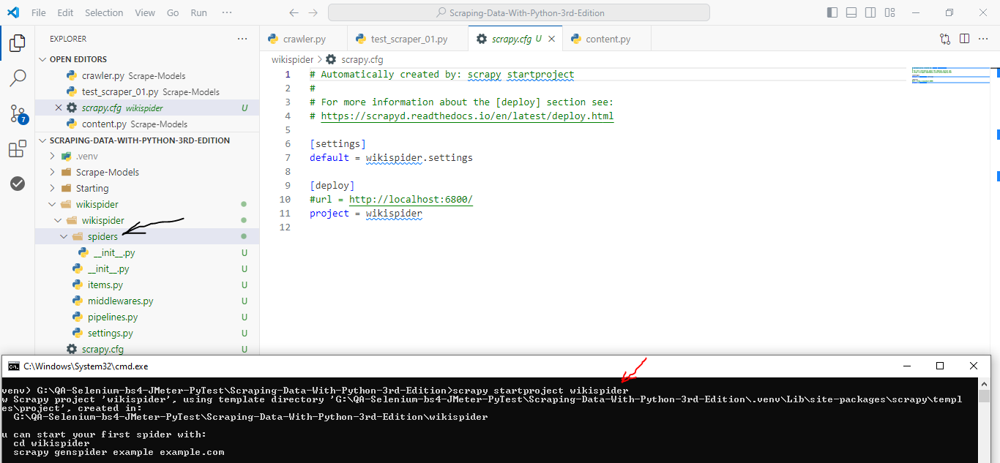 File Edit Selection View Go Run ··· Scraping-Data-With-Python-3rd-Edition
EXPLORER ···
OPEN EDITORS
crawler.py Scrape-Models
test_scraper_01.py Scrape-Models
scrapy.cfg wikispider U
content.py Scrape-Models
SCRAPING-DATA-WITH-PYTHON-3RD-EDITION
.venv
Scrape-Models
Starting
wikispider
wikispider
spiders
__init__.py U
__init__.py U
items.py U
middlewares.py U
pipelines.py U
settings.py U
scrapy.cfg U
7
crawler.py test_scraper_01.py scrapy.cfg U content.py ···
wikispider > scrapy.cfg
1 # Automatically created by: scrapy startproject
2 #
3 # For more information about the [deploy] section see:
4 # https://scrapyd.readthedocs.io/en/latest/deploy.html
5
6 [settings]
7 default = wikispider.settings
8
9 [deploy]
10 #url = http://localhost:6800/
11 project = wikispider
12
C:\Windows\System32\cmd.exe
venv) G:\QA-Selenium-bs4-JMeter-PyTest\Scraping-Data-With-Python-3rd-Edition>scrapy startproject wikispider
w Scrapy project 'wikispider', using template directory 'G:\QA-Selenium-bs4-JMeter-PyTest\Scraping-Data-With-Python-3rd-Edition\.venv\Lib\site-packages\scrapy\templ
es\project', created in:
G:\QA-Selenium-bs4-JMeter-PyTest\Scraping-Data-With-Python-3rd-Edition\wikispider
u can start your first spider with:
cd wikispider
scrapy genspider example example.com